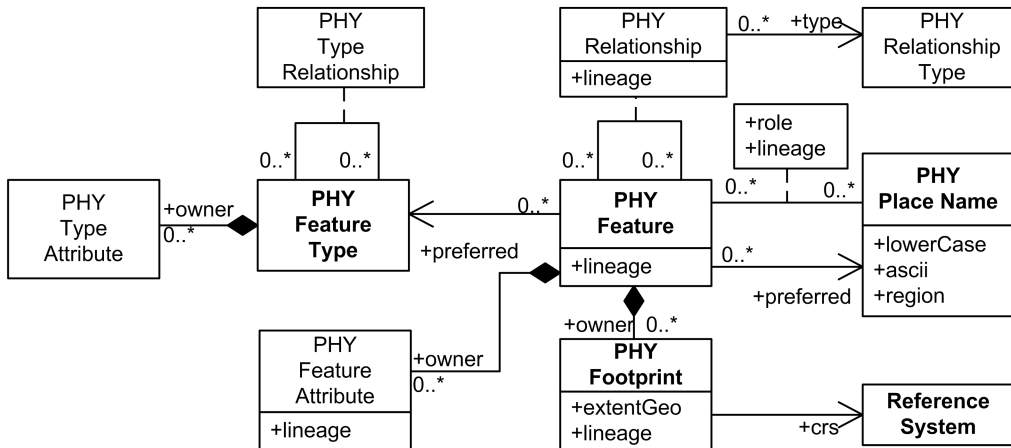 PHY
Type
Relationship
PHY
Relationship
+lineage
0..*
+type
PHY
Relationship
Type
0..*
0..*
0..*
0..*
+role
+lineage
PHY
Type
Attribute
+owner
0..*
PHY
Feature
Type
+preferred
0..*
PHY
Feature
+lineage
0..*
0..*
PHY
Place Name
+lowerCase
+ascii
+region
0..*
+preferred
+owner
0..*
PHY
Feature
Attribute
+lineage
+owner
0..*
PHY
Footprint
+extentGeo
+lineage
+crs
Reference
System